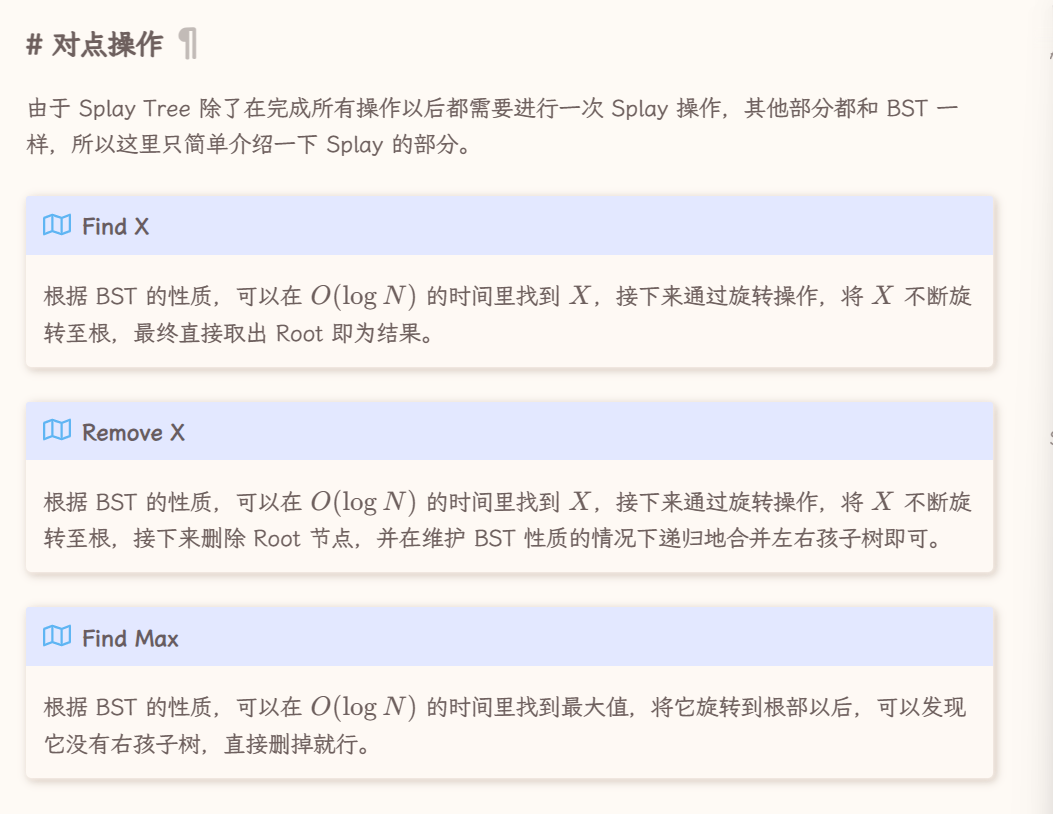 # 对点操作 ¶
由于 Splay Tree 除了在完成所有操作以后都需要进行一次 Splay 操作，其他部分都和 BST 一
样，所以这里只简单介绍一下 Splay 的部分。
Find X
根据 BST 的性质，可以在 O(log N) 的时间里找到 X，接下来通过旋转操作，将 X 不断旋
转至根，最终直接取出 Root 即为结果。
Remove X
根据 BST 的性质，可以在 O(log N) 的时间里找到 X，接下来通过旋转操作，将 X 不断旋
转至根，接下来删除 Root 节点，并在维护 BST 性质的情况下递归地合并左右孩子树即可。
Find Max
根据 BST 的性质，可以在 O(log N) 的时间里找到最大值，将它旋转到根部以后，可以发现
它没有右孩子树，直接删掉就行。